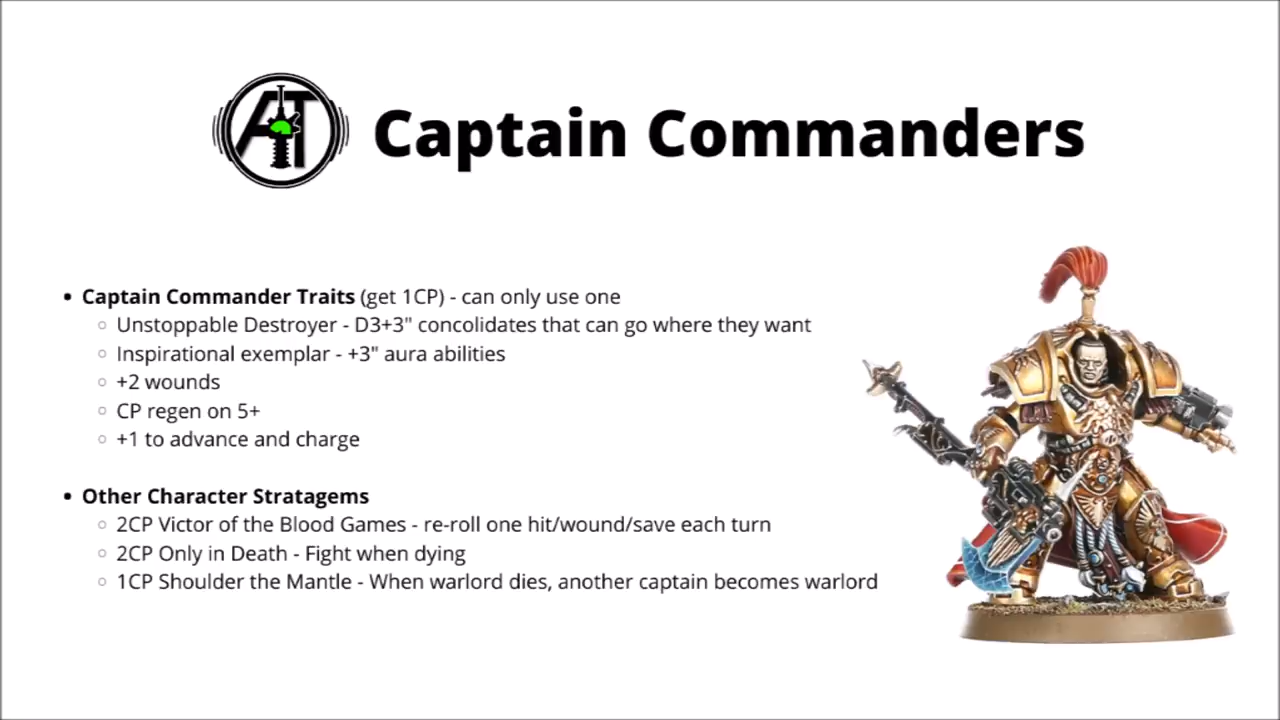 AT
Captain Commanders
• Captain Commander Traits (get 1CP) - can only use one
○ Unstoppable Destroyer - D3+3" concolidates that can go where they want
○ Inspirational exemplar - +3" aura abilities
○ +2 wounds
○ CP regen on 5+
○ +1 to advance and charge
• Other Character Stratagems
○ 2CP Victor of the Blood Games - re-roll one hit/wound/save each turn
○ 2CP Only in Death - Fight when dying
○ 1CP Shoulder the Mantle - When warlord dies, another captain becomes warlord